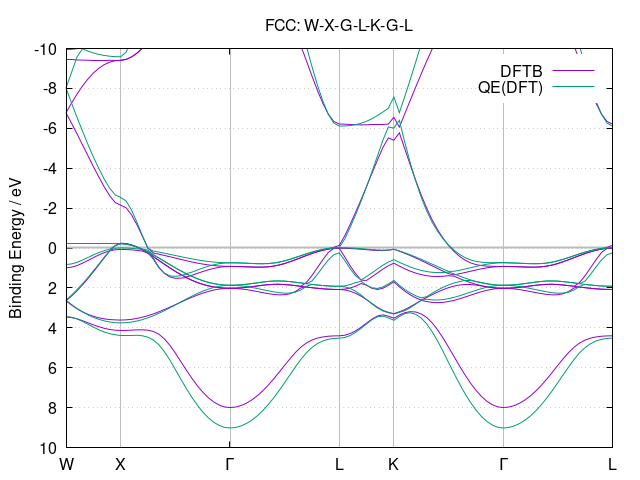 FCC: W-X-G-L-K-G-L
DFTB
QE(DFT)
Binding Energy / eV
-10
-8
-6
-4
-2
0
2
4
6
8
10
W X Γ L K Γ L